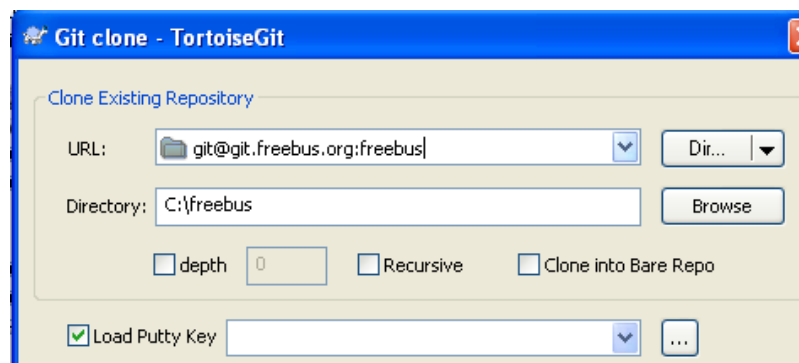 Git clone - TortoiseGit
Clone Existing Repository
URL: git@git.freebus.org:freebus Dir...
Directory: C:\freebus Browse
depth 0 Recursive Clone into Bare Repo
Load Putty Key ...